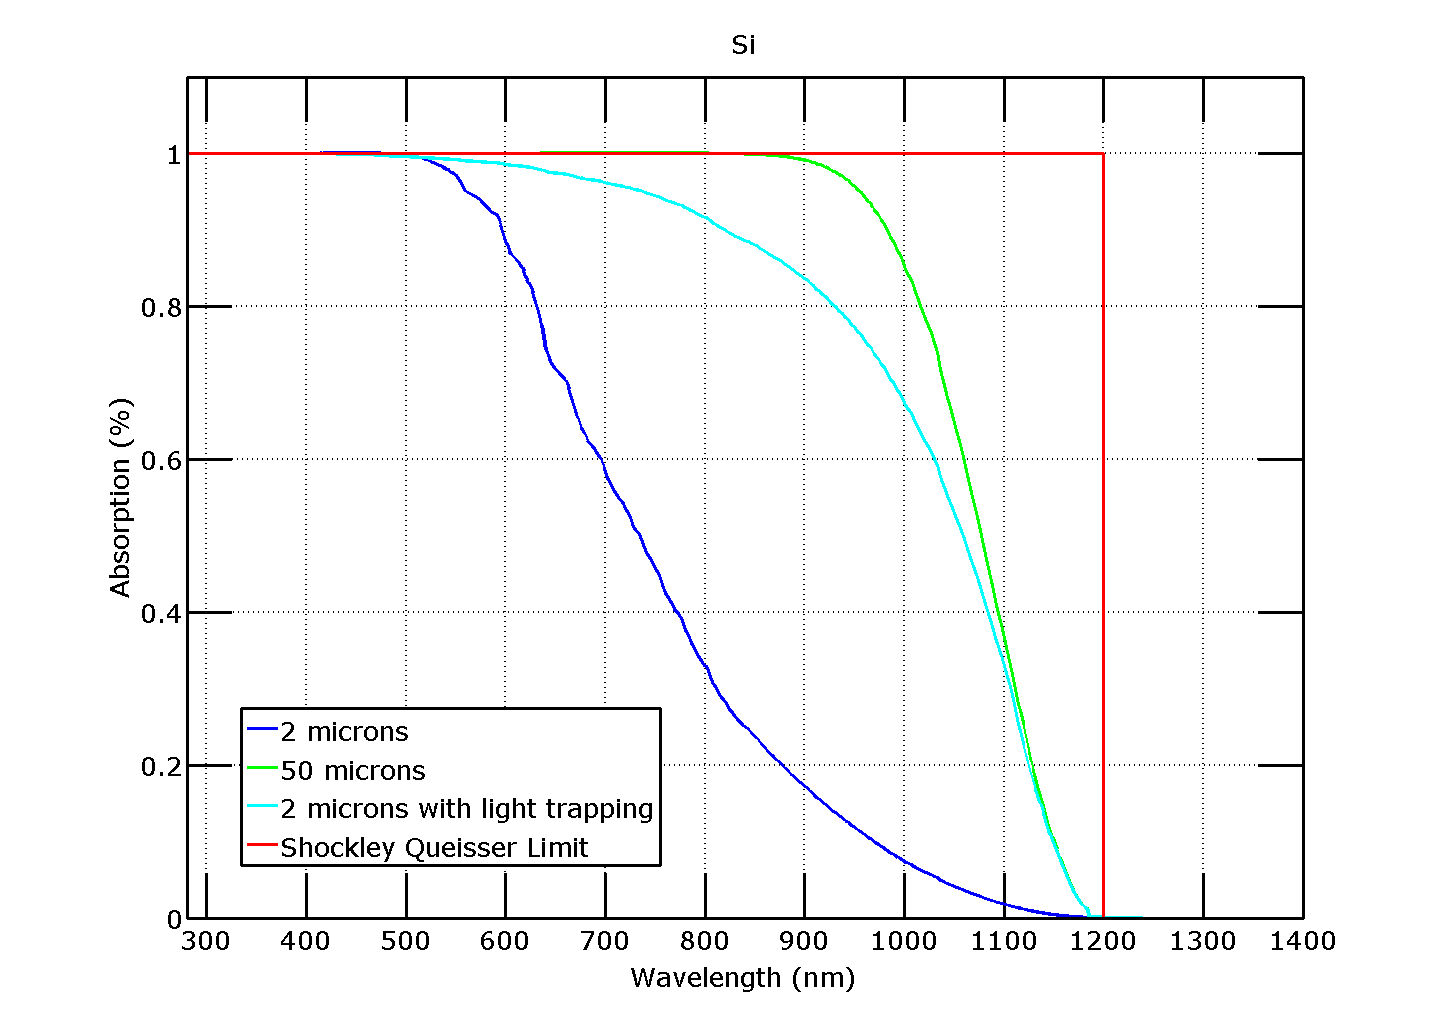 Si
1
0.8
0.6
0.4
0.2
0
Absorption (%)
2 microns
50 microns
2 microns with light trapping
Shockley Queisser Limit
300 400 500 600 700 800 900 1000 1100 1200 1300 1400
Wavelength (nm)